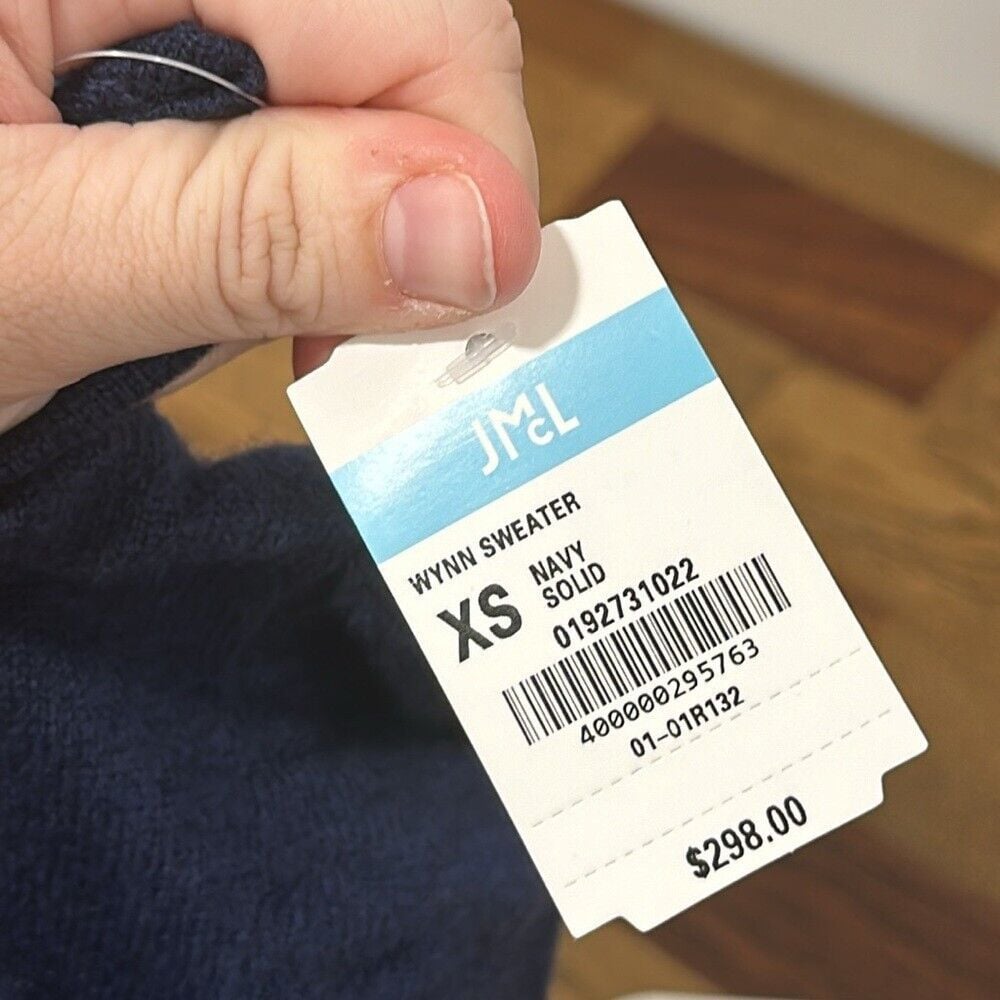 JMCL
WYNN SWEATER
XS
NAVY
SOLID
0192731022
400000295763
01-01R132
$298.00